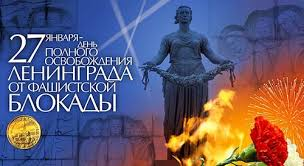 27 ЯНВАРЯ - ДЕНЬ
ПОЛНОГО
ОСВОБОЖДЕНИЯ
ЛЕНИНГРАДА
ОТ ФАШИСТСКОЙ
БЛОКАДЫ